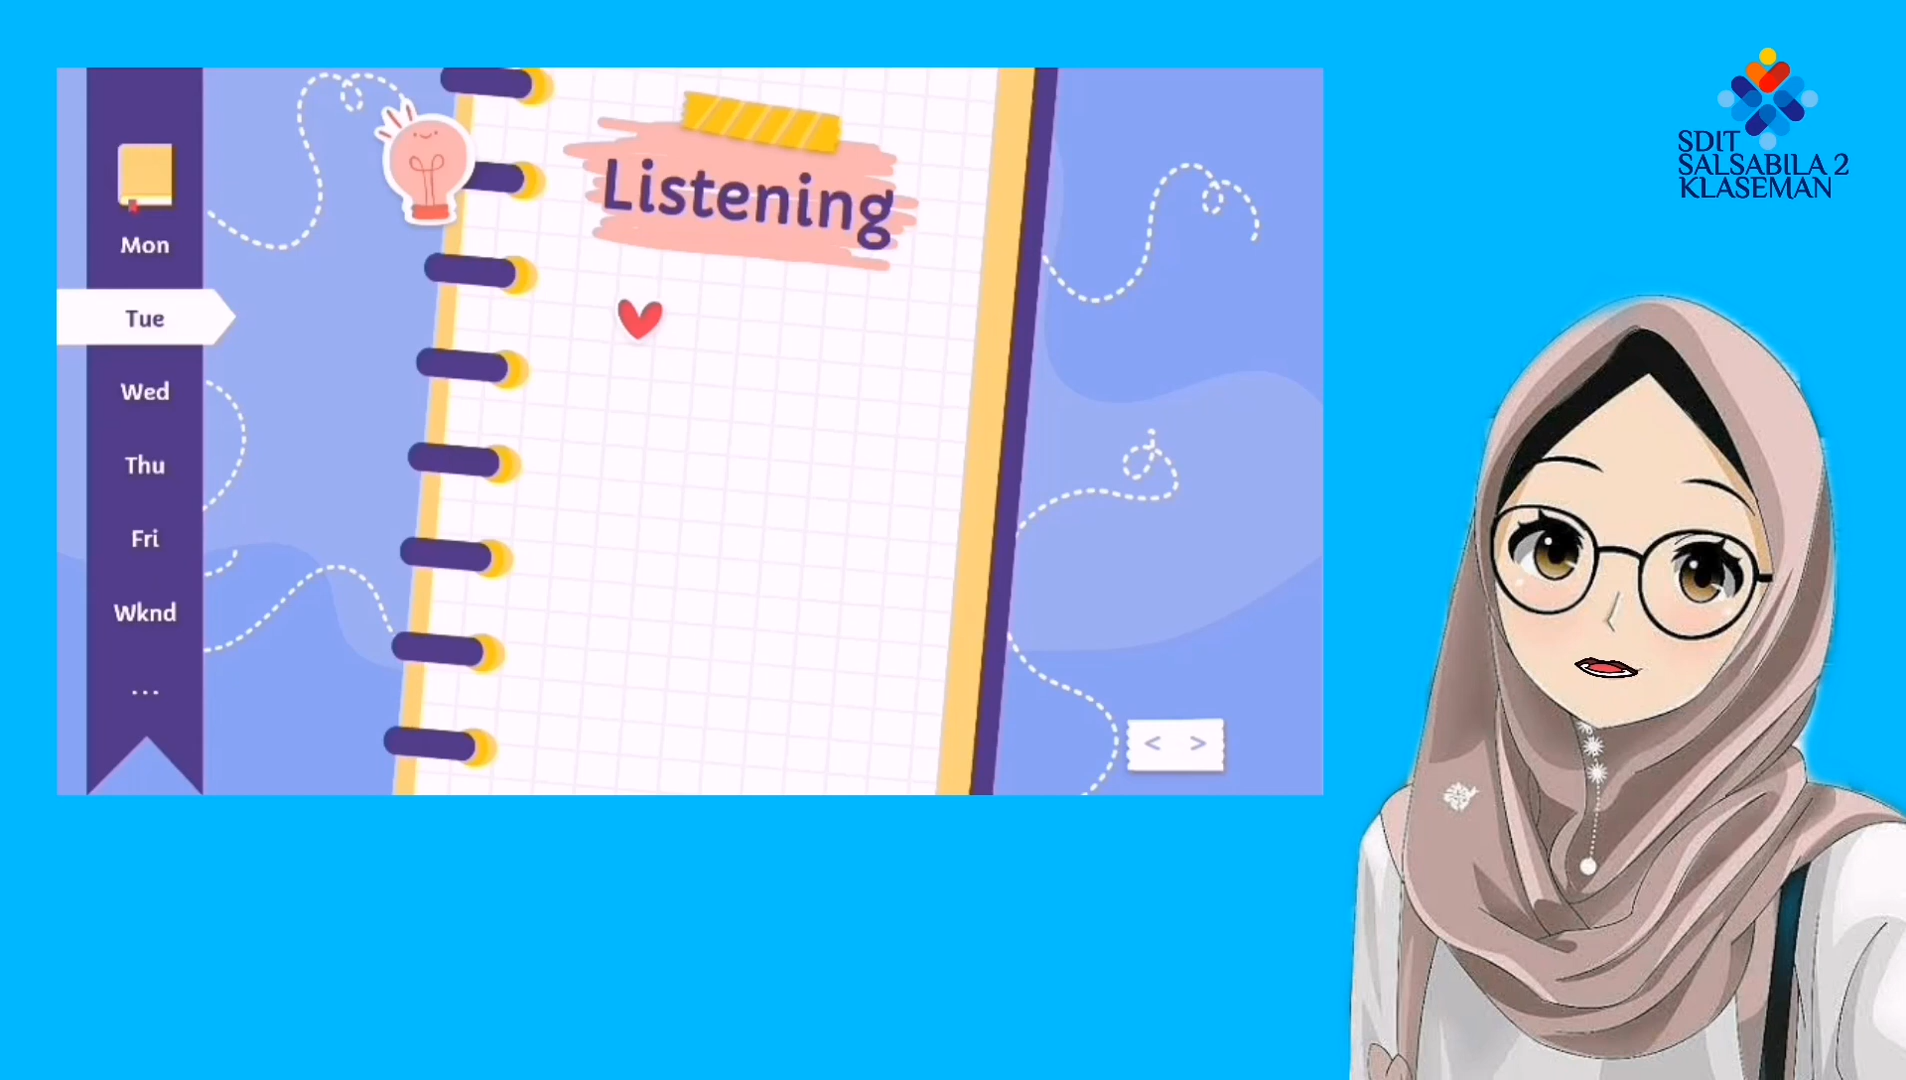 Mon
Tue
Wed
Thu
Fri
Wknd
...
Listening
< >
SDIT
SALSABILA 2
KLASEMAN